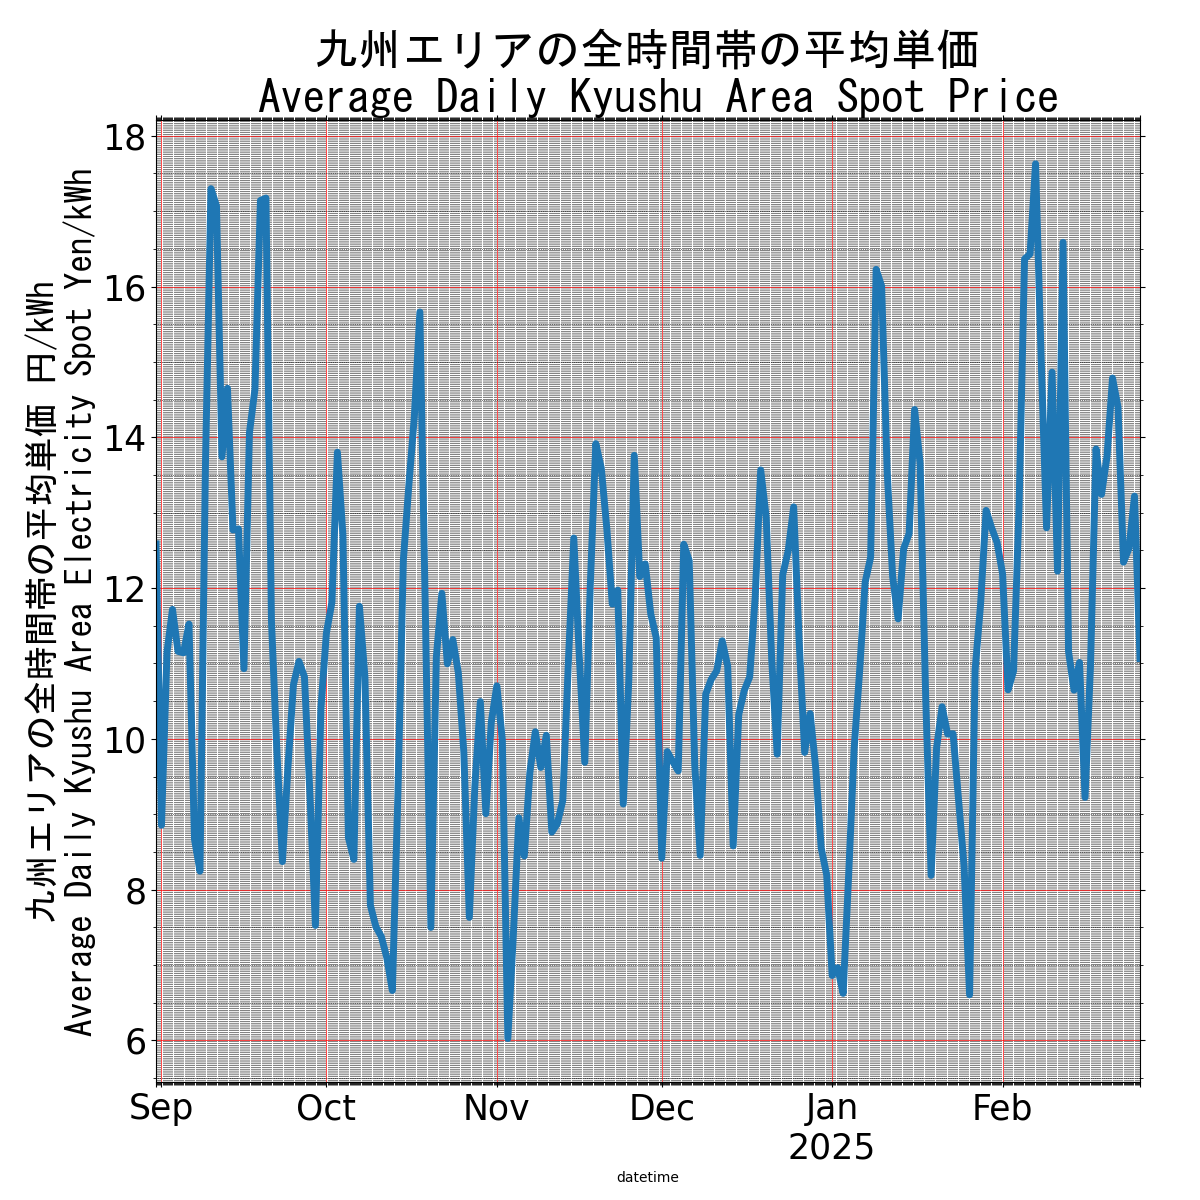 九州エリアの全時間帯の平均単価
Average Daily Kyushu Area Spot Price
九州エリアの全時間帯の平均単価 円/kWh
Average Daily Kyushu Area Electricity Spot Yen/kWh
18
16
14
12
10
8
6
Sep Oct Nov Dec Jan Feb
2025
datetime